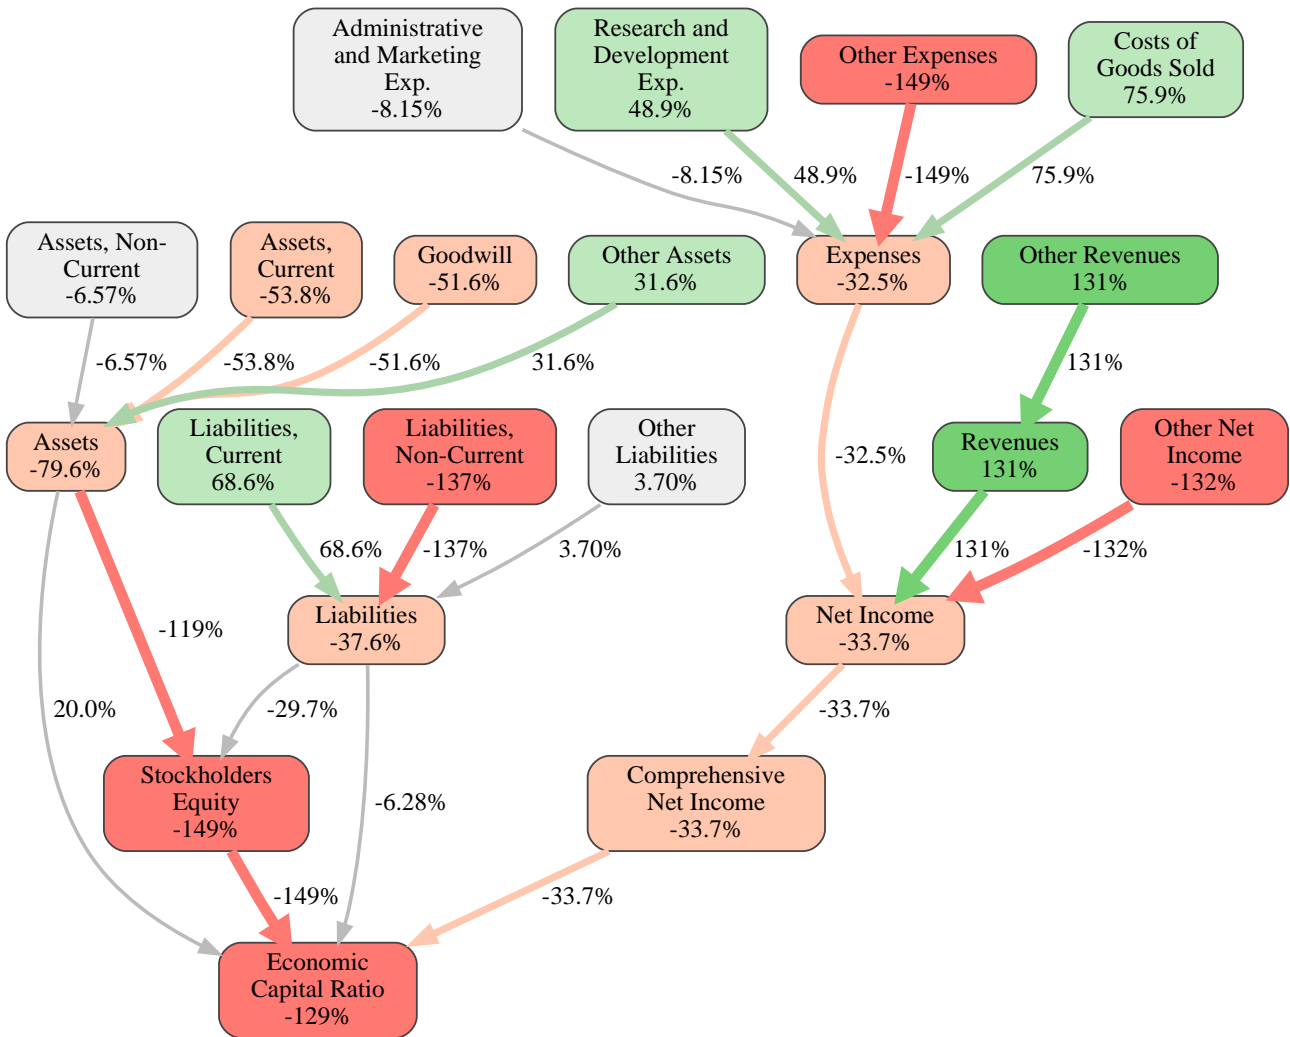 Administrative
and Marketing
Exp.
-8.15%
Research and
Development
Exp.
48.9%
Other Expenses
-149%
Costs of
Goods Sold
75.9%
-8.15%
48.9%
-149%
75.9%
Assets, Non-
Current
-6.57%
Assets,
Current
-53.8%
Goodwill
-51.6%
Other Assets
31.6%
Expenses
-32.5%
Other Revenues
131%
-6.57%
-53.8%
-51.6%
31.6%
131%
Assets
-79.6%
Liabilities,
Current
68.6%
Liabilities,
Non-Current
-137%
Other
Liabilities
3.70%
-32.5%
Revenues
131%
Other Net
Income
-132%
68.6%
-137%
3.70%
131%
-132%
-119%
Liabilities
-37.6%
Net Income
-33.7%
20.0%
-29.7%
-33.7%
Stockholders
Equity
-149%
-6.28%
Comprehensive
Net Income
-33.7%
-149%
-33.7%
Economic
Capital Ratio
-129%